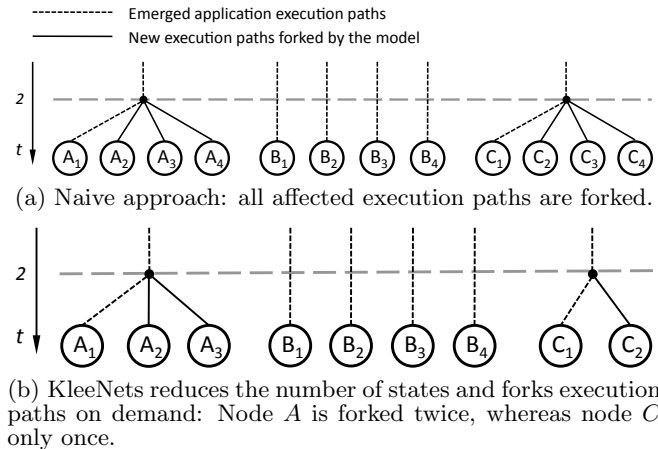 Emerged application execution paths
New execution paths forked by the model
2
t
A1 A2 A3 A4 B1 B2 B3 B4 C1 C2 C3 C4
(a) Naive approach: all affected execution paths are forked.
2
t
A1 A2 A3 B1 B2 B3 B4 C1 C2
(b) KleeNets reduces the number of states and forks execution
paths on demand: Node A is forked twice, whereas node C
only once.